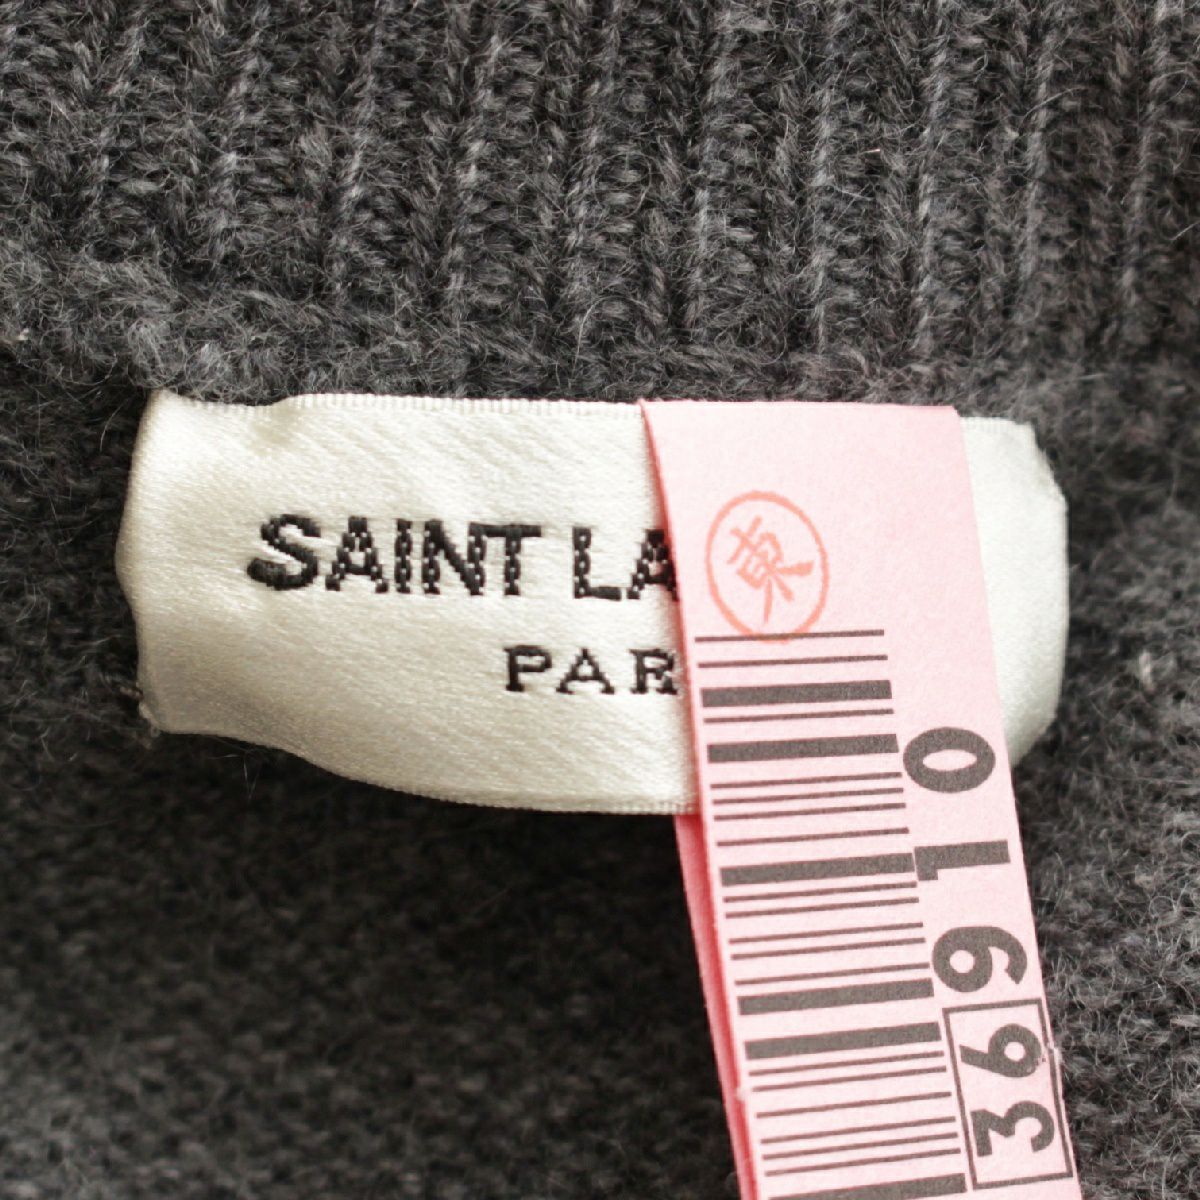 SAINT LA
PAR
東
36910